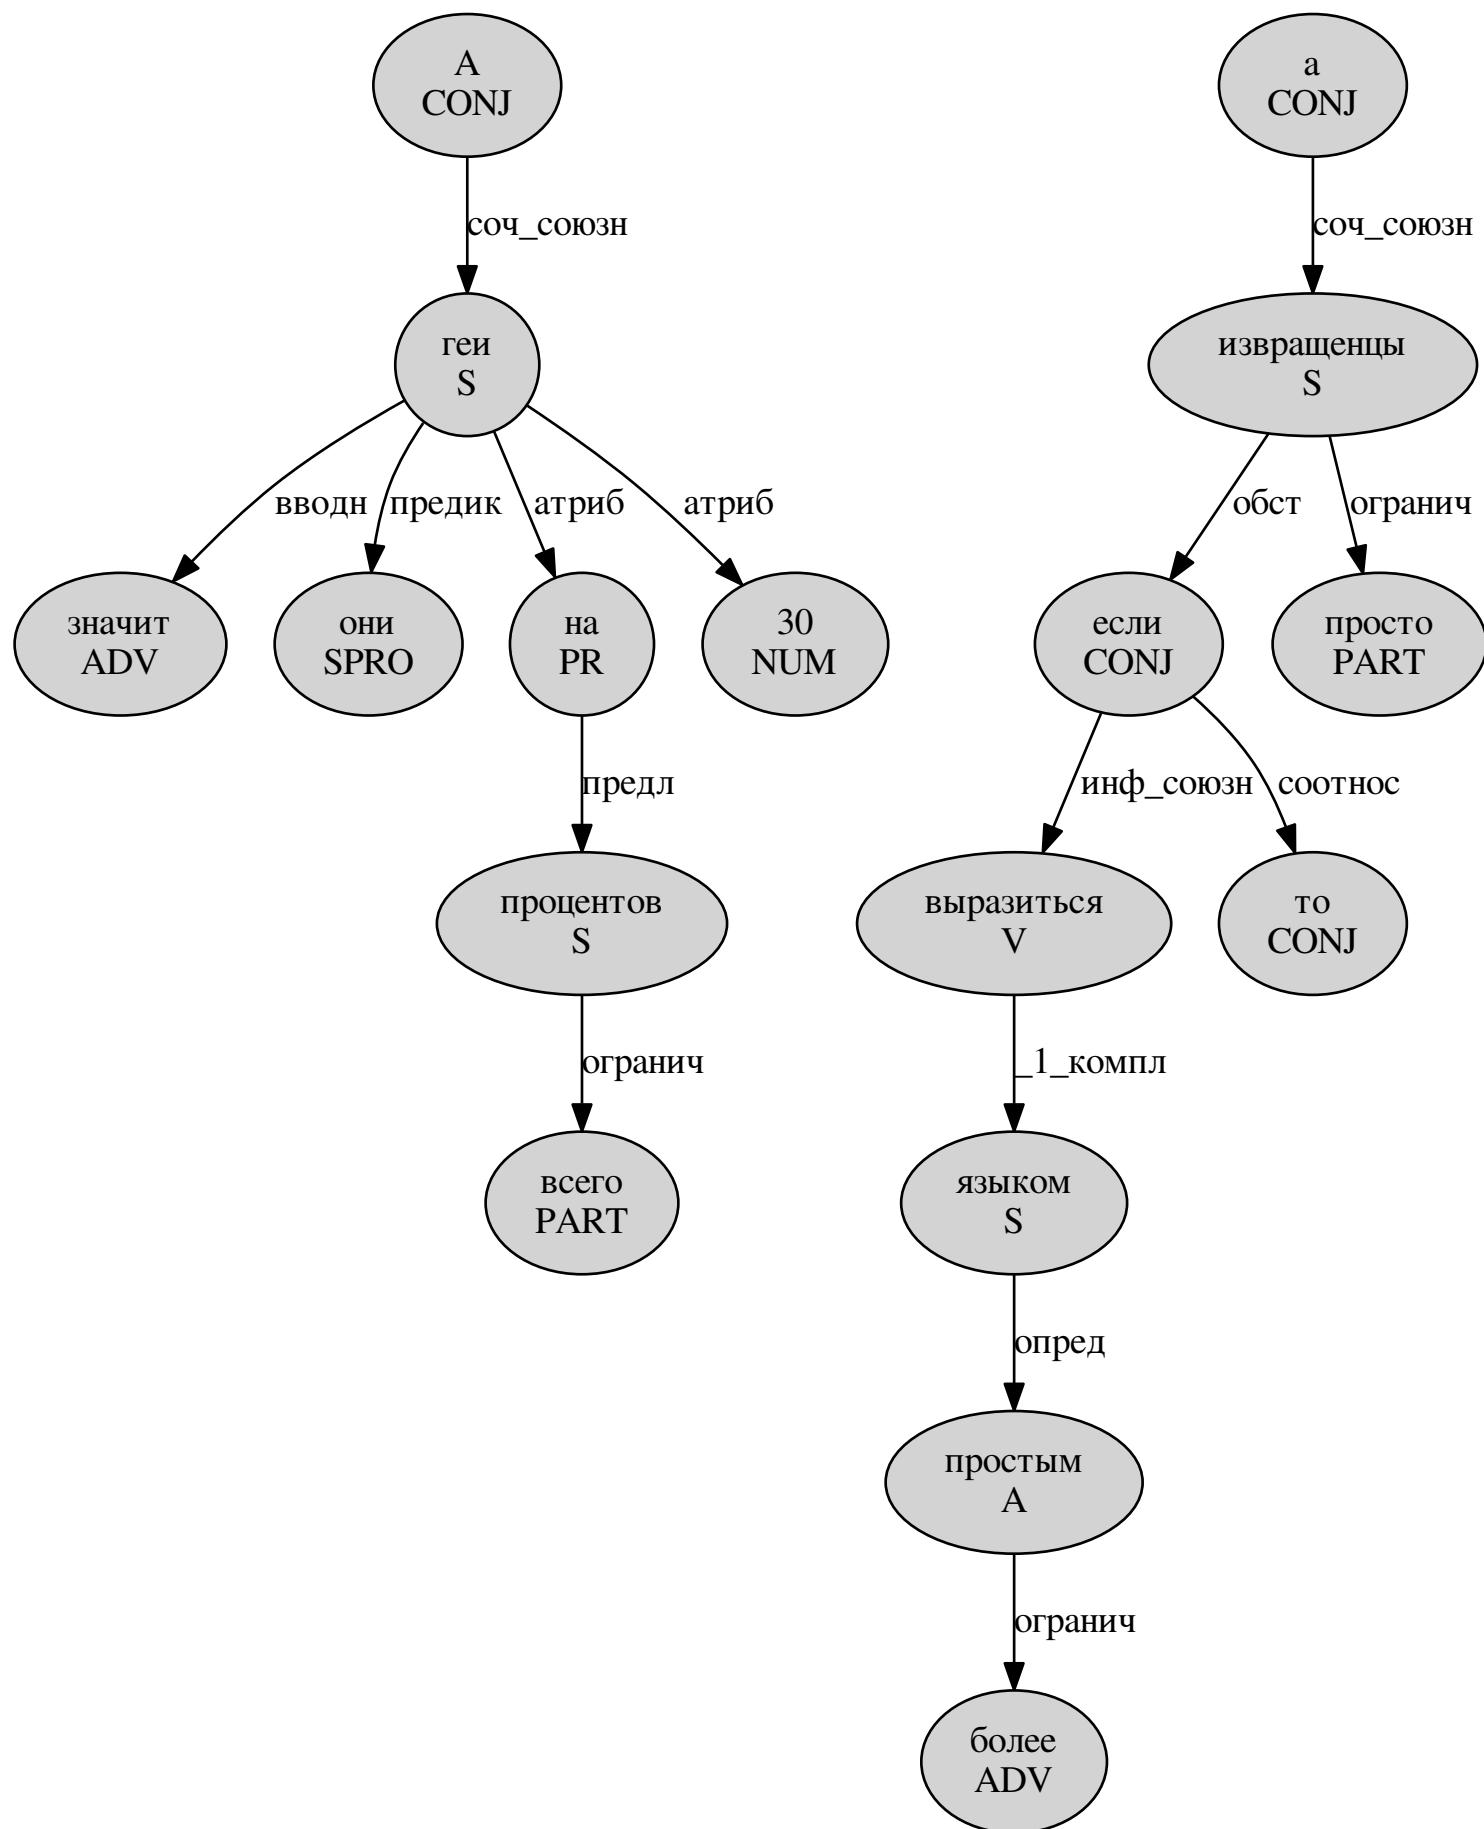 А
CONJ
а
CONJ
соч_союзн
соч_союзн
геи
S
извращенцы
S
вводн
предик
атриб
атриб
обст
огранич
значит
ADV
они
SPRO
на
PR
30
NUM
если
CONJ
просто
PART
предл
инф_союзн
соотнос
процентов
S
выразиться
V
то
CONJ
огранич
_1_компл
всего
PART
языком
S
опред
простым
A
огранич
более
ADV